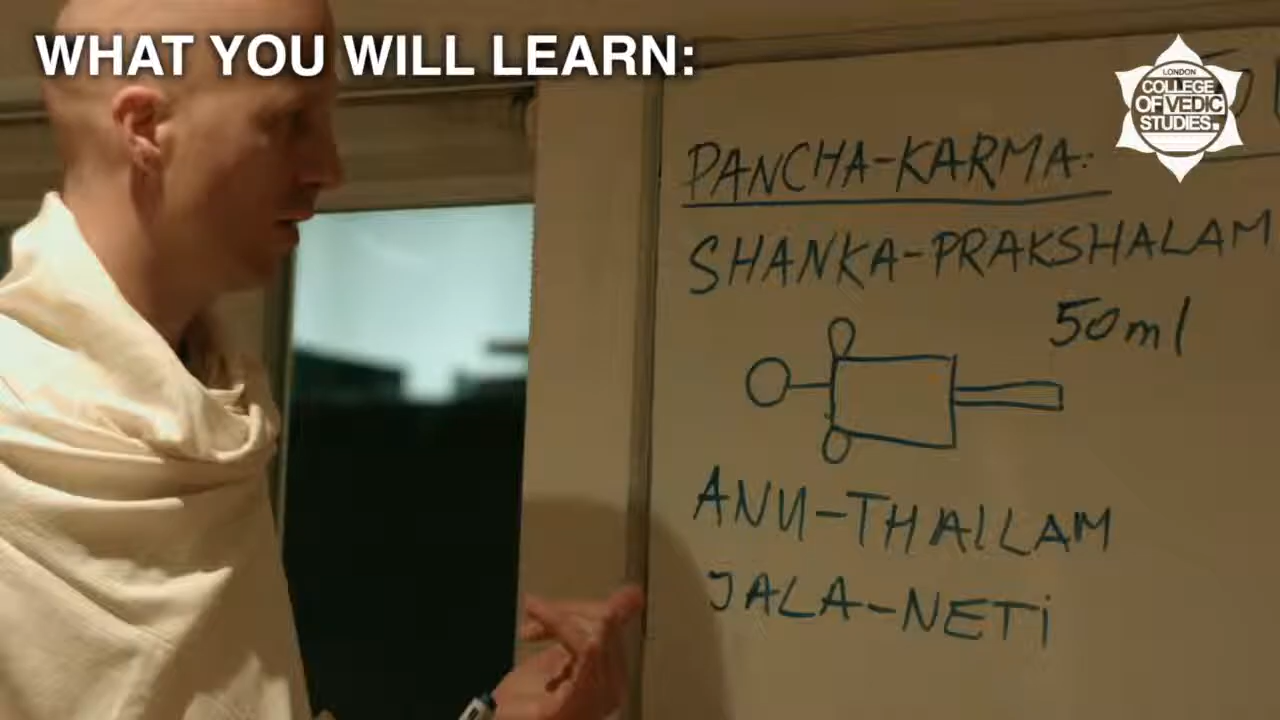 WHAT YOU WILL LEARN:
LONDON
COLLEGE
OF VEDIC
STUDIES.
PANCHA-KARMA:
SHANKA-PRAKSHALAM
50ml
ANU-THAILAM
JALA-NETi